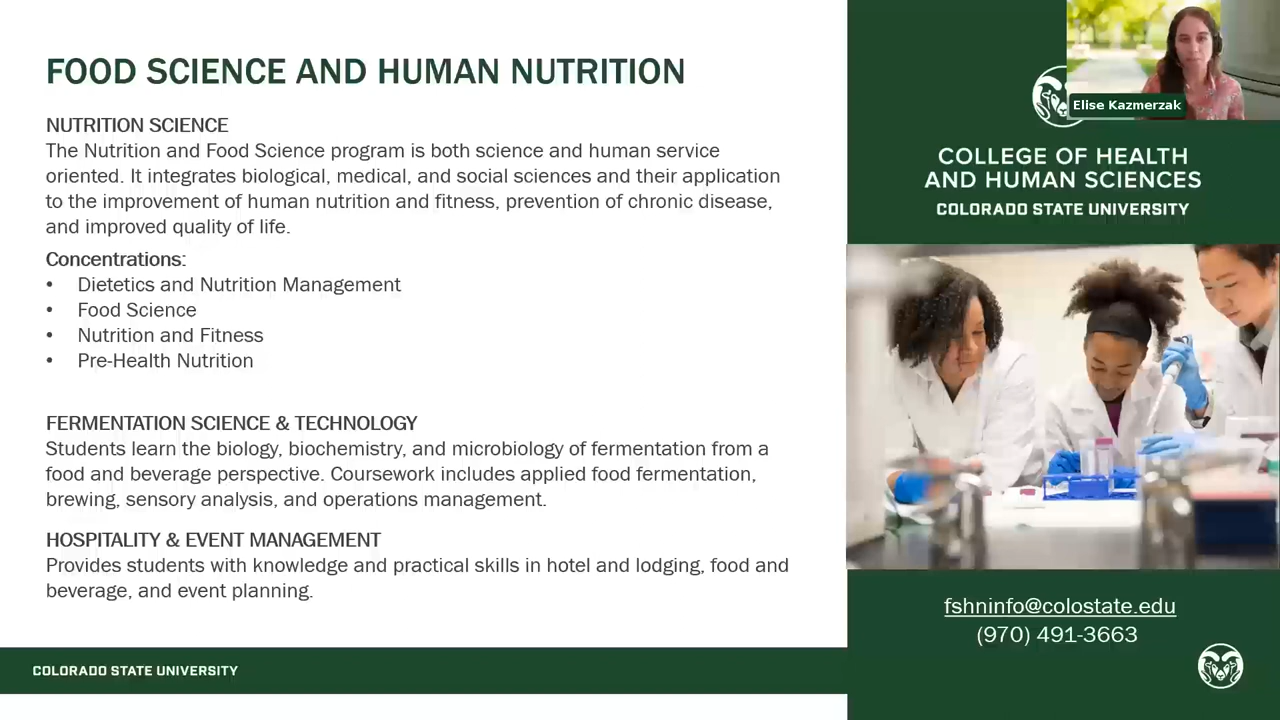 FOOD SCIENCE AND HUMAN NUTRITION
NUTRITION SCIENCE
The Nutrition and Food Science program is both science and human service
oriented. It integrates biological, medical, and social sciences and their application
to the improvement of human nutrition and fitness, prevention of chronic disease,
and improved quality of life.
Concentrations:
• Dietetics and Nutrition Management
• Food Science
• Nutrition and Fitness
• Pre-Health Nutrition
FERMENTATION SCIENCE & TECHNOLOGY
Students learn the biology, biochemistry, and microbiology of fermentation from a
food and beverage perspective. Coursework includes applied food fermentation,
brewing, sensory analysis, and operations management.
HOSPITALITY & EVENT MANAGEMENT
Provides students with knowledge and practical skills in hotel and lodging, food and
beverage, and event planning.
COLORADO STATE UNIVERSITY
Elise Kazmerzak
COLLEGE OF HEALTH
AND HUMAN SCIENCES
COLORADO STATE UNIVERSITY
fshninfo@colostate.edu
(970) 491-3663